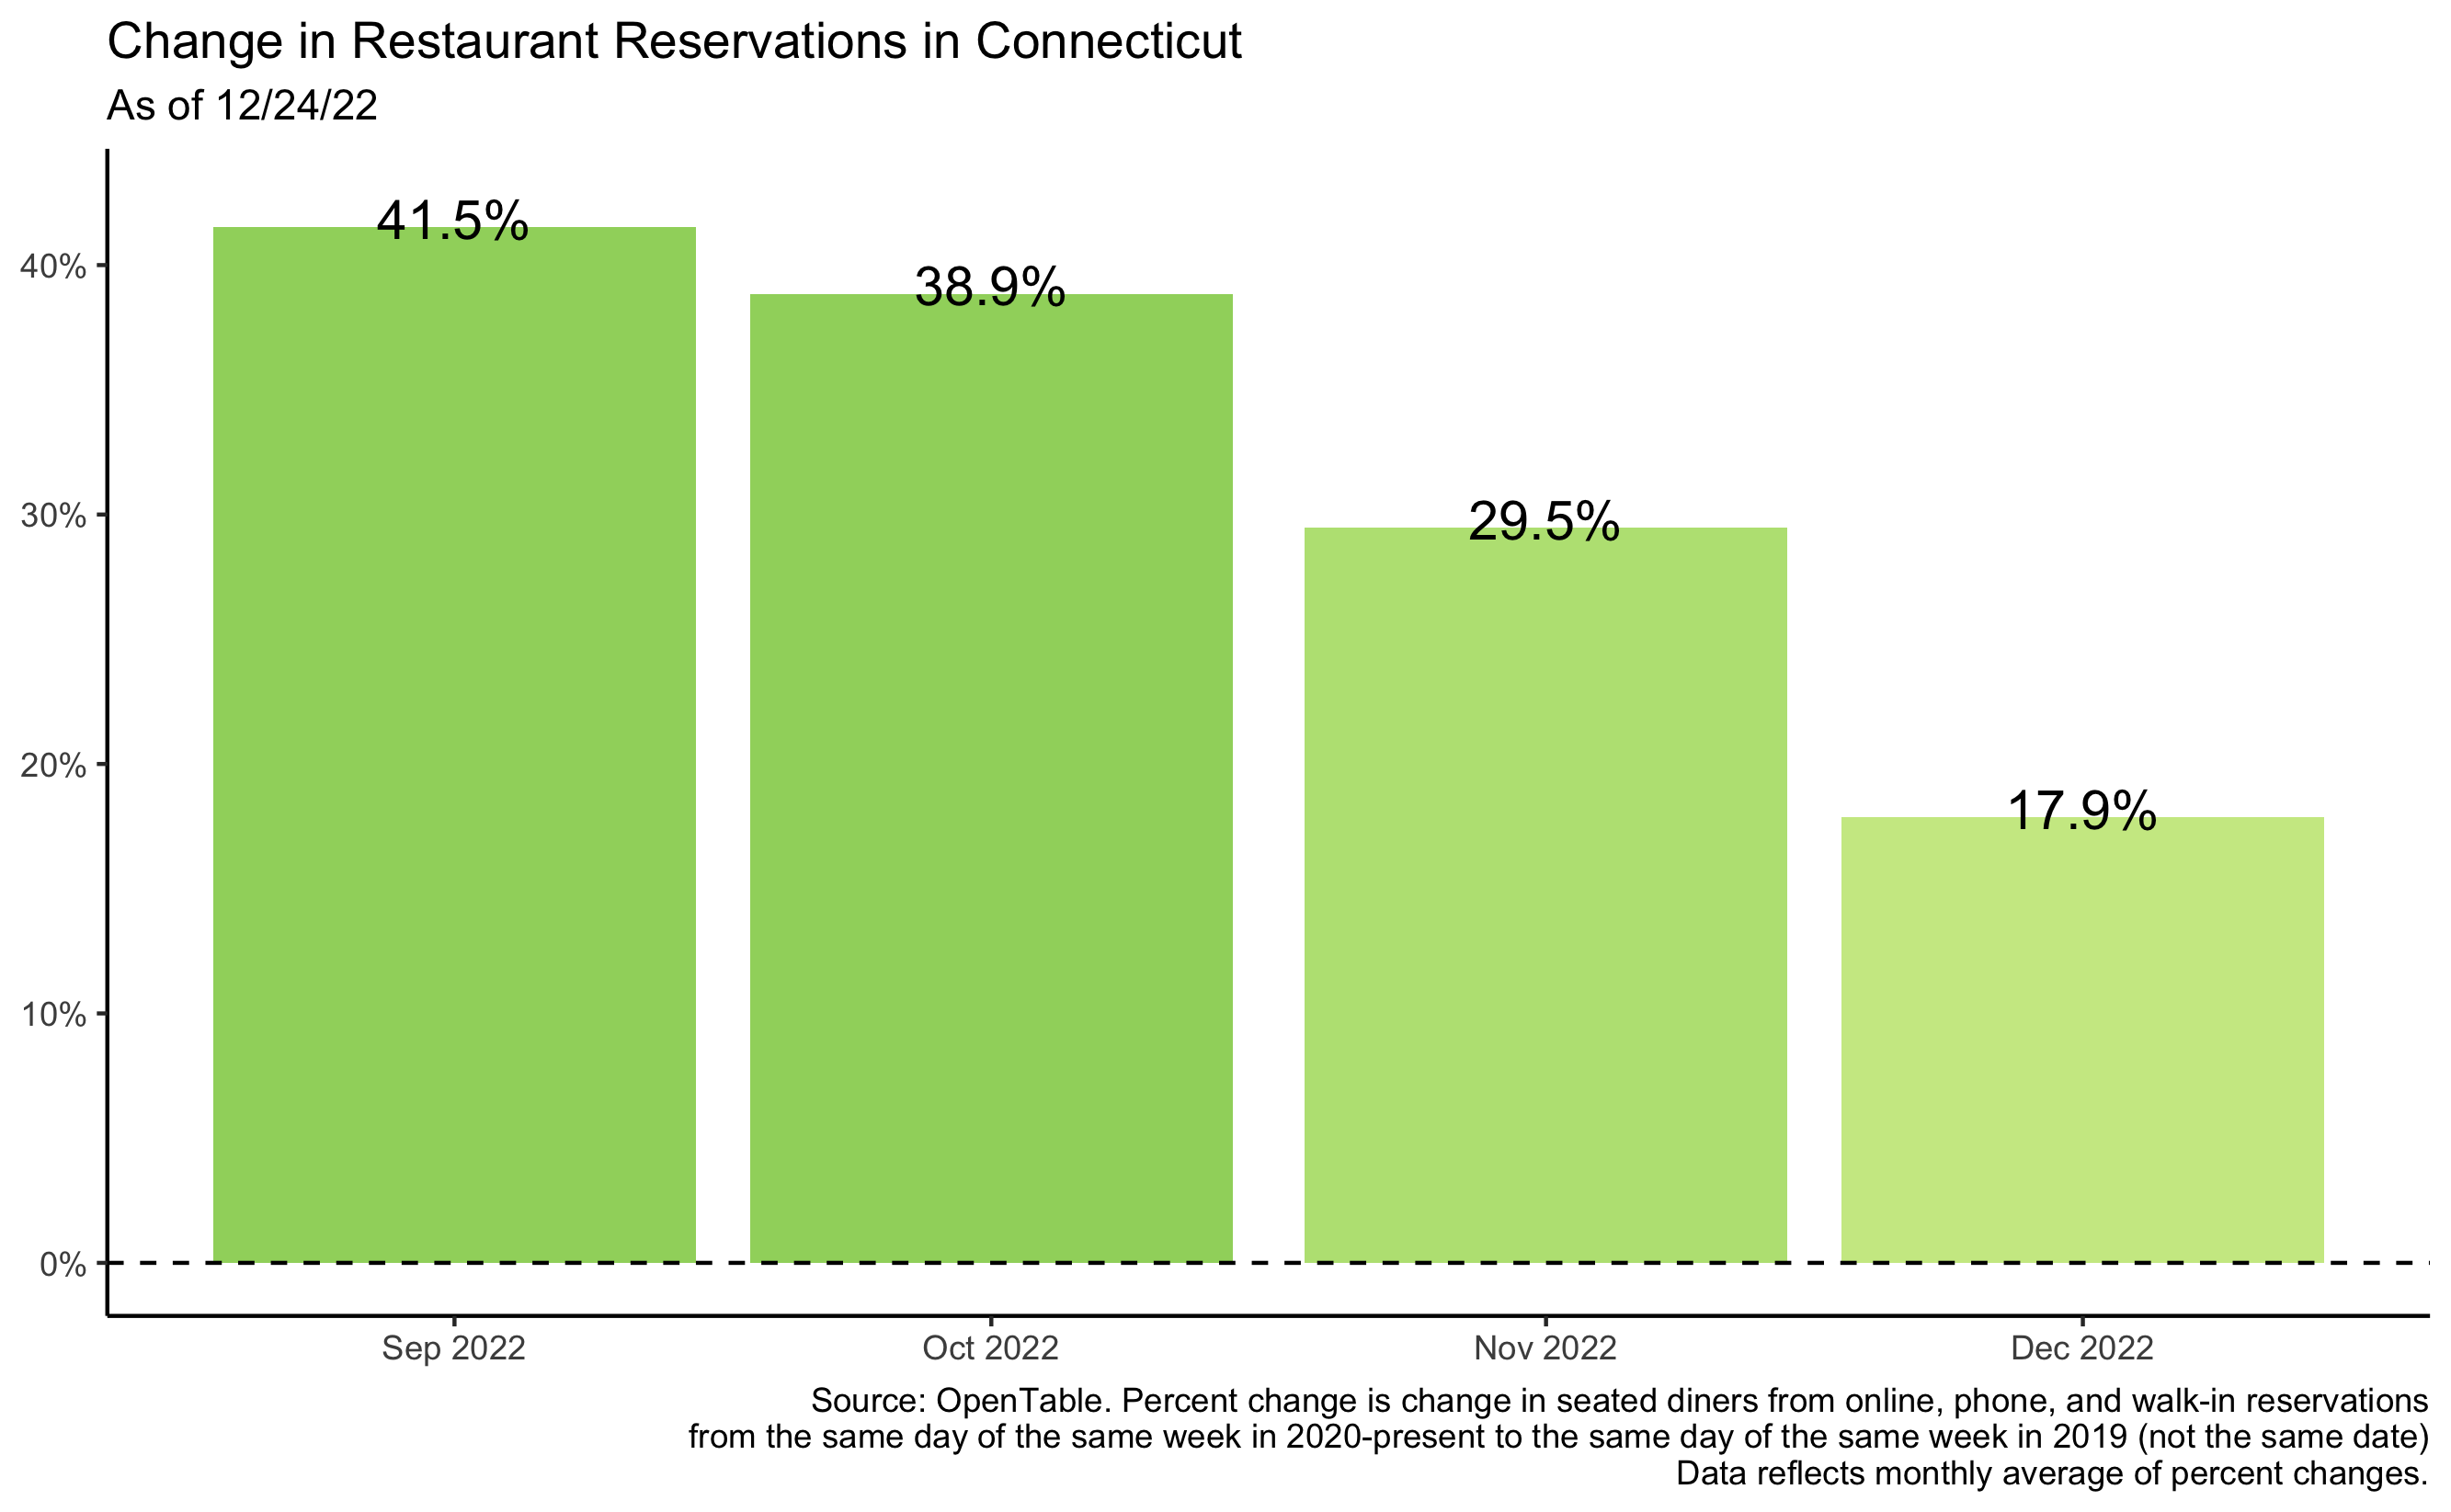 Change in Restaurant Reservations in Connecticut
As of 12/24/22
41.5%
38.9%
29.5%
17.9%
40%
30%
20%
10%
0%
Sep 2022
Oct 2022
Nov 2022
Dec 2022
Source: OpenTable. Percent change is change in seated diners from online, phone, and walk-in reservations
from the same day of the same week in 2020-present to the same day of the same week in 2019 (not the same date)
Data reflects monthly average of percent changes.